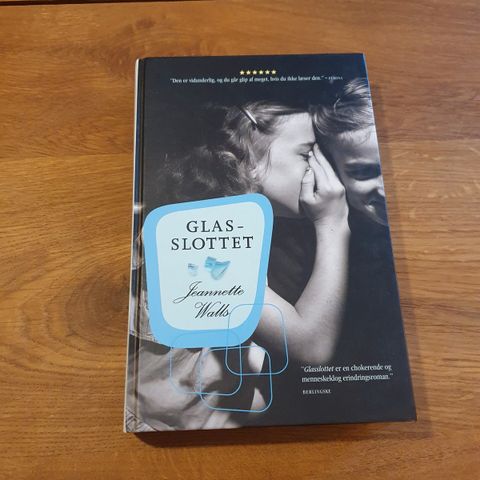 ★★★★★★
"Den er vidunderlig, og du går glip af meget, hvis du ikke læser den." - FEMINA
GLAS-
SLOTTET
Jeannette
Walls
"Glasslottet er en chokerende og
menneskeklog erindringsroman."
BERLINGSKE